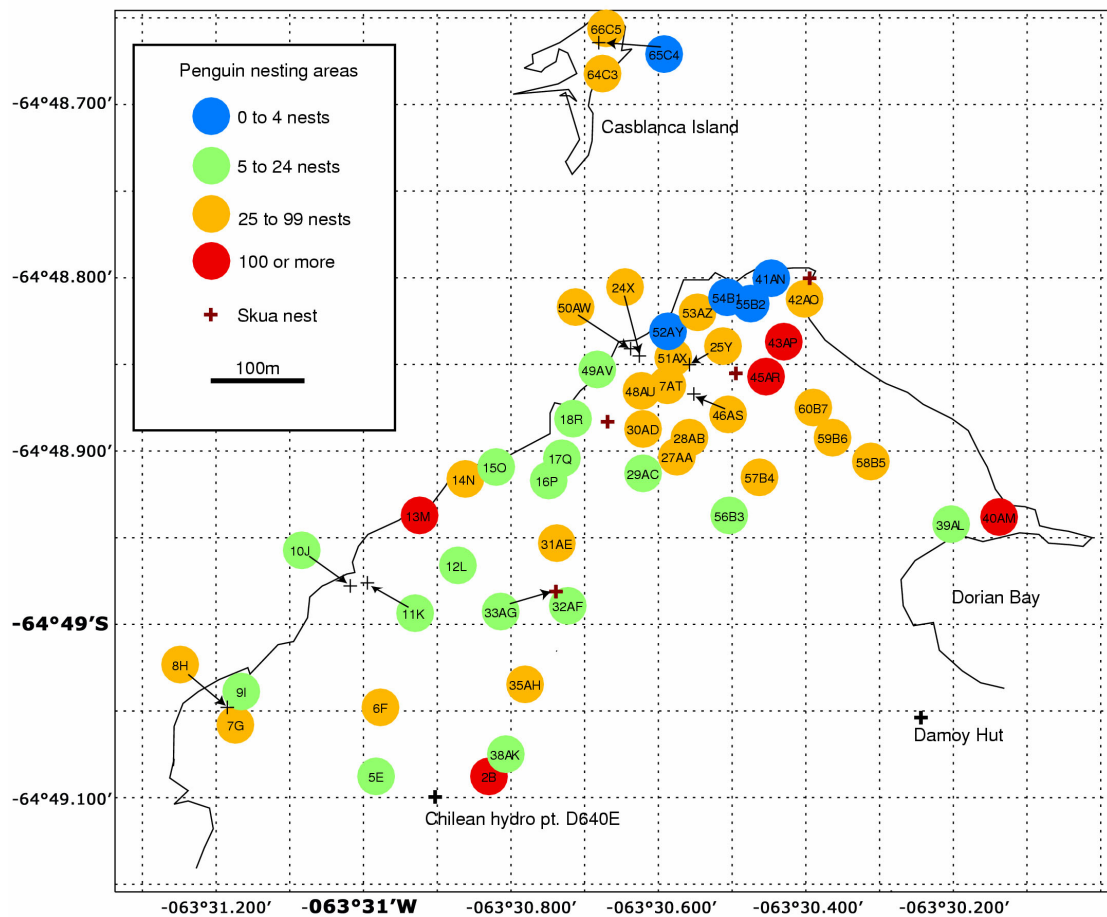 66C5
65C4
64C3
Penguin nesting areas
0 to 4 nests
5 to 24 nests
25 to 99 nests
100 or more
Skua nest
100m
-64°48.700′
Casblanca Island
-64°48.800′
24X
50AW
41AN
54B1
55B2
42AO
53AZ
52AY
25Y
43AP
51AX
49AV
45AR
48AU
7AT
46AS
60B7
18R
30AD
28AB
59B6
-64°48.900′
17Q
27AA
58B5
15O
16P
29AC
14N
57B4
13M
56B3
39AL
40AM
10J
31AE
12L
11K
33AG
32AF
Dorian Bay
-64°49′S
8H
9I
35AH
7G
6F
Damoy Hut
38AK
5E
2B
-64°49.100′
Chilean hydro pt. D640E
-063°31.200′
-063°31′W
-063°30.800′
-063°30.600′
-063°30.400′
-063°30.200′